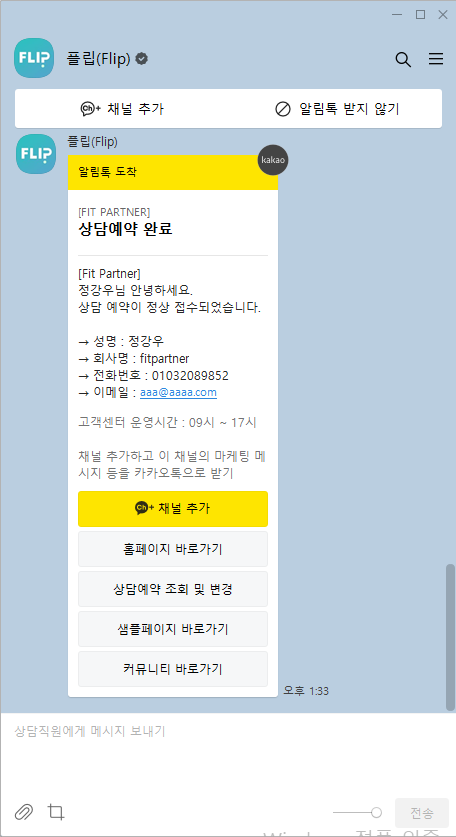 FLIP
플립(Flip)
채널 추가
알림톡 받지 않기
FLIP
플립(Flip)
알림톡 도착
kakao
[FIT PARTNER]
상담예약 완료
[Fit Partner]
정강우님 안녕하세요.
상담 예약이 정상 접수되었습니다.
→ 성명 : 정강우
→ 회사명 : fitpartner
→ 전화번호 : 01032089852
→ 이메일 : aaa@aaaa.com
고객센터 운영시간 : 09시 ~ 17시
채널 추가하고 이 채널의 마케팅 메
시지 등을 카카오톡으로 받기
Ch+ 채널 추가
홈페이지 바로가기
상담예약 조회 및 변경
샘플페이지 바로가기
커뮤니티 바로가기
오후 1:33
상담직원에게 메시지 보내기
전송
Windows 정품 인증